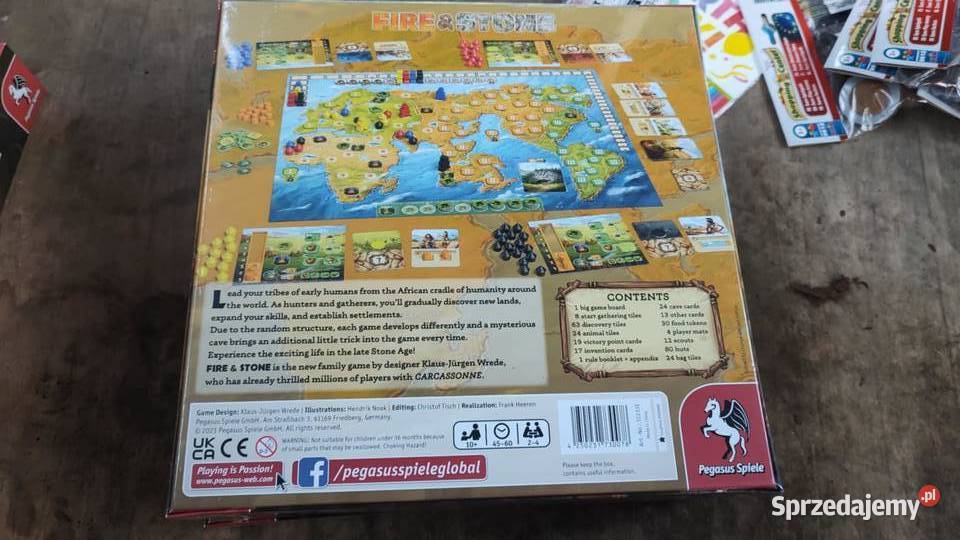 FIRE & STONE
Lead your tribes of early humans from the African cradle of humanity around
the world. As hunters and gatherers, you'll gradually discover new lands,
expand your skills, and establish settlements.
Due to the random structure, each game develops differently and a mysterious
cave brings an additional little trick into the game every time.
Experience the exciting life in the late Stone Age!
FIRE & STONE is the new family game by designer Klaus-Jürgen Wrede,
who has already thrilled millions of players with CARCASSONNE.
CONTENTS
1 big game board
8 start gathering tiles
63 discovery tiles
24 animal tiles
19 victory point cards
17 invention cards
1 rule booklet + appendix
24 cave cards
13 other cards
30 food tokens
4 player mats
12 scouts
80 huts
24 bag tiles
Game Design: Klaus-Jürgen Wrede | Illustrations: Hendrik Noak | Editing: Christof Tisch | Realization: Frank Heeren
Pegasus Spiele GmbH, Am Straßbach 3, 61169 Friedberg, Germany.
© 2023 Pegasus Spiele GmbH. All rights reserved.
UK
CA
CE
0-3
WARNING! Not suitable for children under 36 months because
of small parts that may be swallowed. Choking Hazard!
10+
45-60
2-4
Please keep the box,
contains useful information.
Playing is Passion!
www.pegasus-web.com
f /pegasusspieleglobal
Pegasus Spiele
Sprzedajemy.pl